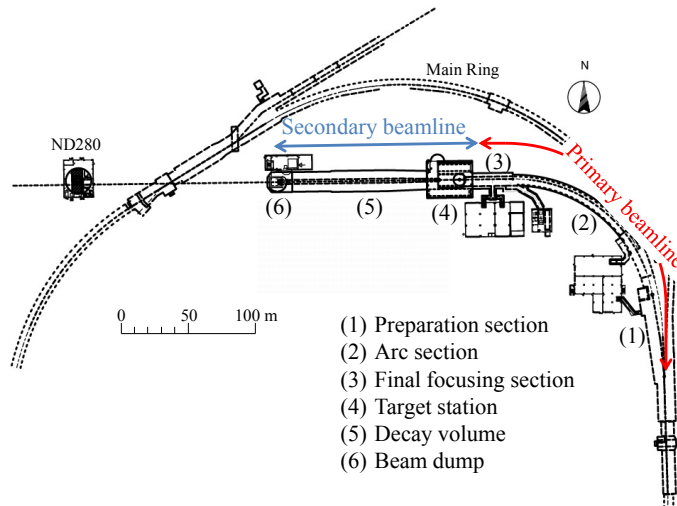 Main Ring
N
ND280
Secondary beamline
Primary beamline
(3)
(6)
(5)
(4)
(2)
(1)
0 50 100 m
(1) Preparation section
(2) Arc section
(3) Final focusing section
(4) Target station
(5) Decay volume
(6) Beam dump